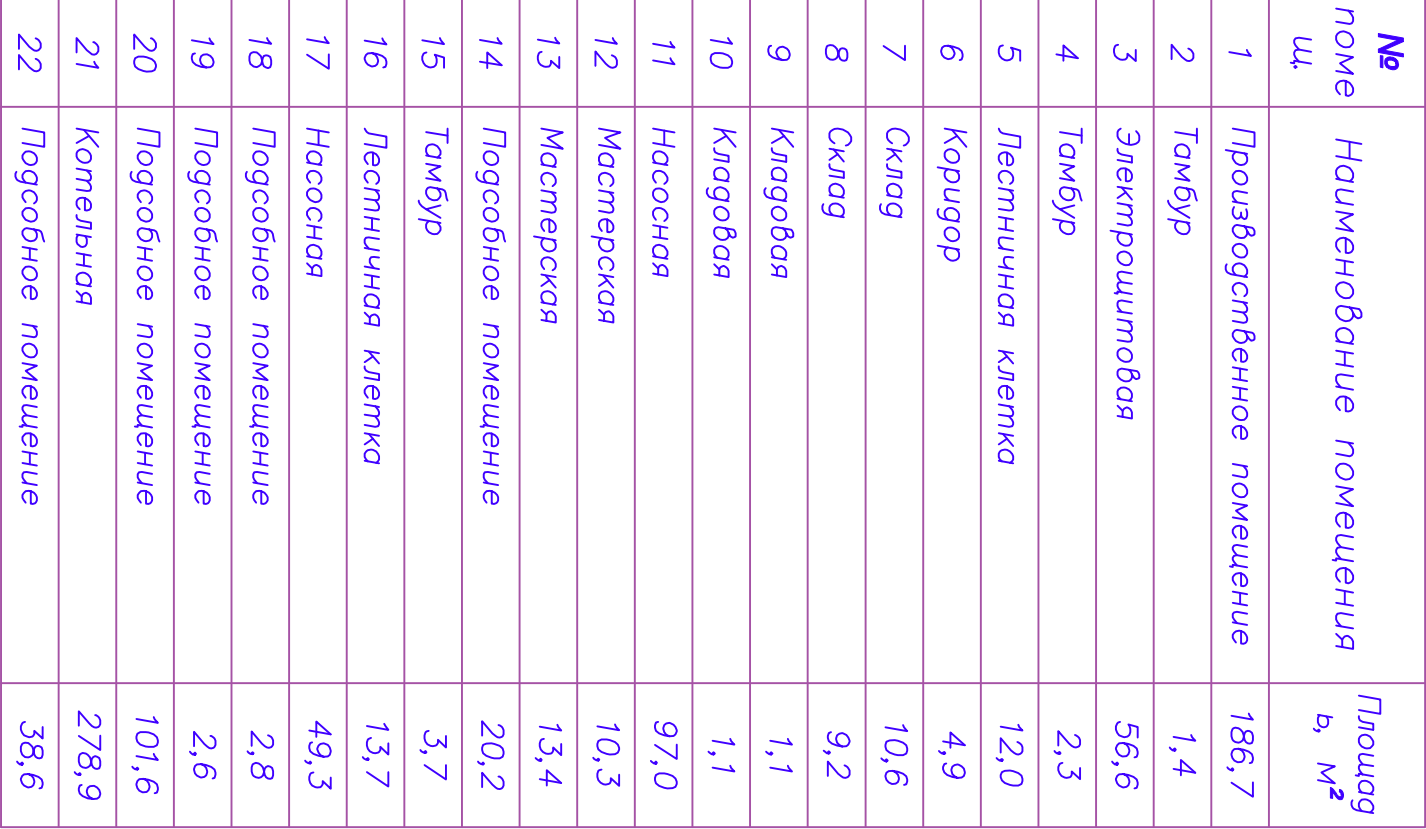 №
поме
щ.
Наименование помещения
Площад
ь, м²
1 Производственное помещение 186,7
2 Тамбур 1,4
3 Электрощитовая 56,6
4 Тамбур 2,3
5 Лестничная клетка 12,0
6 Коридор 4,9
7 Склад 10,6
8 Склад 9,2
9 Кладовая 1,1
10 Кладовая 1,1
11 Насосная 97,0
12 Мастерская 10,3
13 Мастерская 13,4
14 Подсобное помещение 20,2
15 Тамбур 3,7
16 Лестничная клетка 13,7
17 Насосная 49,3
18 Подсобное помещение 2,8
19 Подсобное помещение 2,6
20 Подсобное помещение 101,6
21 Котельная 278,9
22 Подсобное помещение 38,6